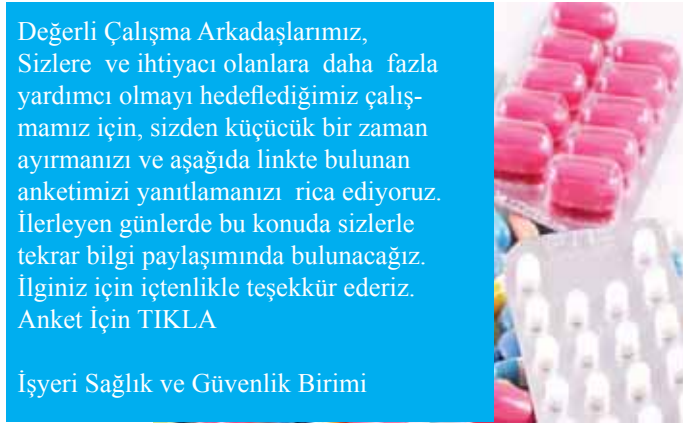 Değerli Çalışma Arkadaşlarımız,
Sizlere ve ihtiyacı olanlara daha fazla
yardımcı olmayı hedeflediğimiz çalış-
mamız için, sizden küçücük bir zaman
ayırmanızı ve aşağıda linkte bulunan
anketimizi yanıtlamanızı rica ediyoruz.
İlerleyen günlerde bu konuda sizlerle
tekrar bilgi paylaşımında bulunacağız.
İlginiz için içtenlikle teşekkür ederiz.
Anket İçin TIKLA
İşyeri Sağlık ve Güvenlik Birimi